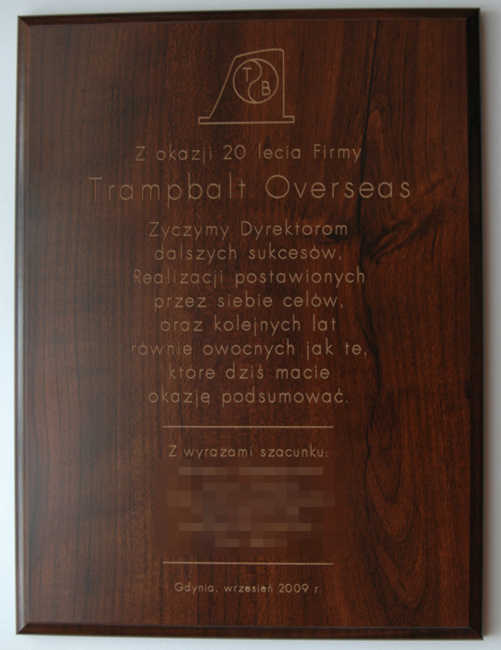 T B
Z okazji 20 lecia Firmy
Trampbalt Overseas
Życzymy Dyrektorom
dalszych sukcesów,
Realizacji postawionych
przez siebie celów,
oraz kolejnych lat
równie owocnych jak te,
które dziś macie
okazję podsumować.
Z wyrazami szacunku:
Gdynia, wrzesień 2009 r.